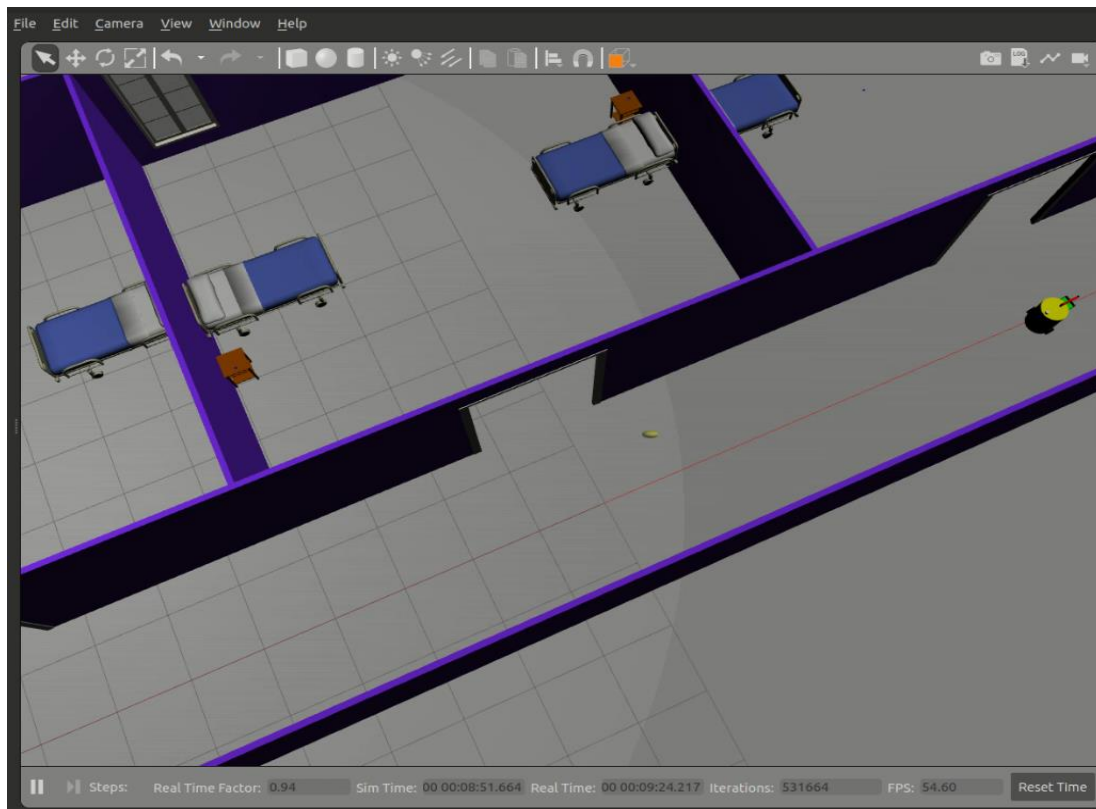 File Edit Camera View Window Help
LOG
Steps: Real Time Factor: 0.94 Sim Time: 00 00:08:51.664 Real Time: 00 00:09:24.217 Iterations: 531664 FPS: 54.60 Reset Time